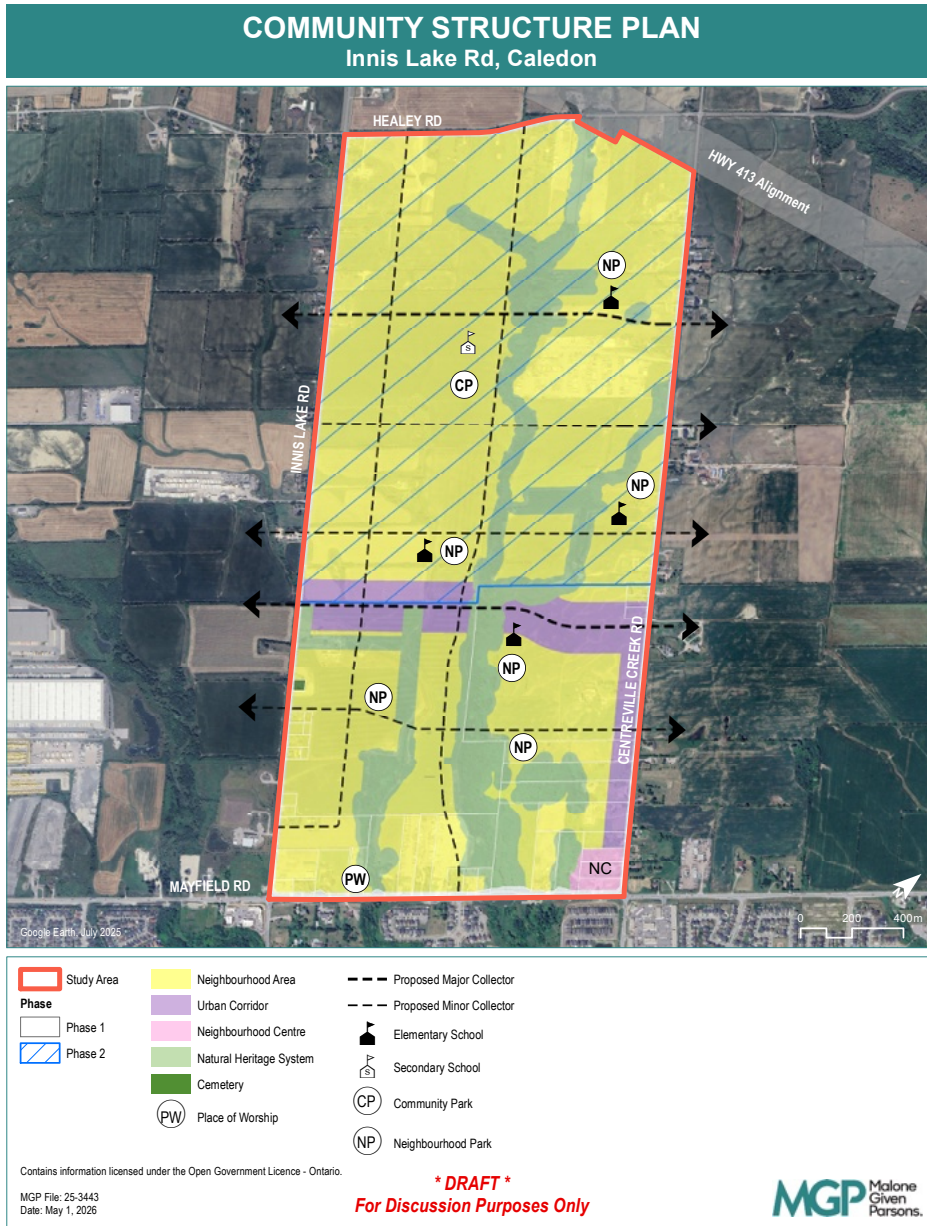 COMMUNITY STRUCTURE PLAN
Innis Lake Rd, Caledon
HEALEY RD
HWY 413 Alignment
NP
S
CP
INNIS LAKE RD
NP
NP
NP
CENTREVILLE CREEK RD
NP
NP
NC
MAYFIELD RD
PW
N
Google Earth, July 2025
0 200 400m
Study Area
Phase
Phase 1
Phase 2
Neighbourhood Area
Urban Corridor
Neighbourhood Centre
Natural Heritage System
Cemetery
PW Place of Worship
Proposed Major Collector
Proposed Minor Collector
Elementary School
S Secondary School
CP Community Park
NP Neighbourhood Park
Contains information licensed under the Open Government Licence - Ontario.
MGP File: 25-3443
Date: May 1, 2026
* DRAFT *
For Discussion Purposes Only
MGP Malone
Given
Parsons.